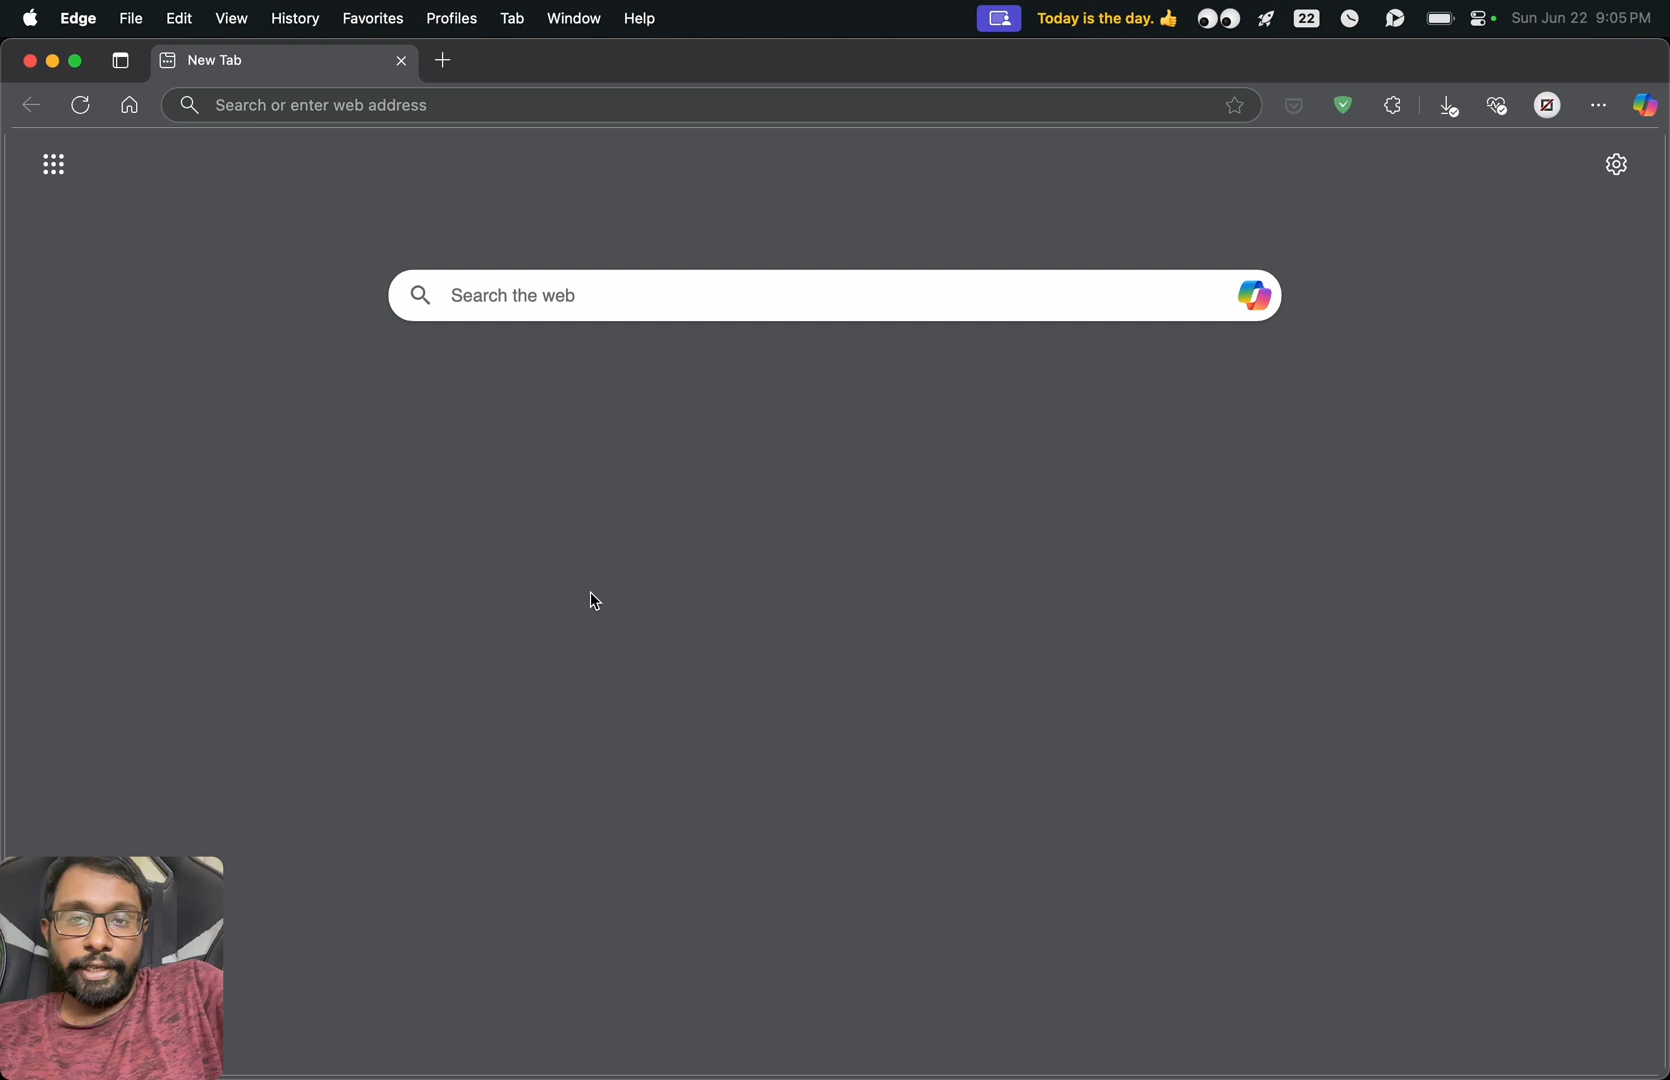 Edge File Edit View History Favorites Profiles Tab Window Help Today is the day. 👍 22 Sun Jun 22 9:05 PM
New Tab
Search or enter web address
Search the web